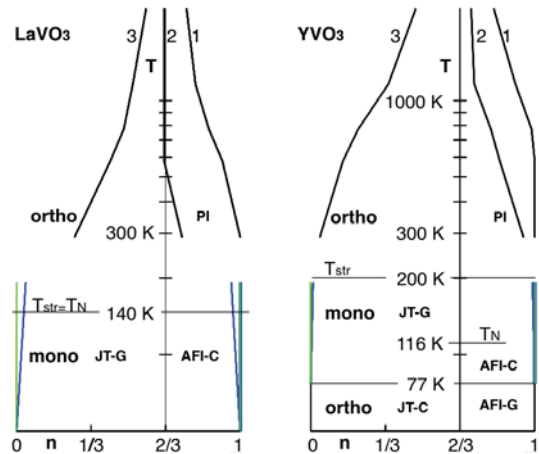 LaVO3
3 2 1
T
ortho
PI
300 K
Tstr=TN
140 K
mono JT-G AFI-C
0 n 1/3 2/3 1
YVO3
3 2 1
T
1000 K
ortho
PI
300 K
Tstr
200 K
mono JT-G
TN
116 K
AFI-C
77 K
ortho JT-C AFI-G
0 n 1/3 2/3 1